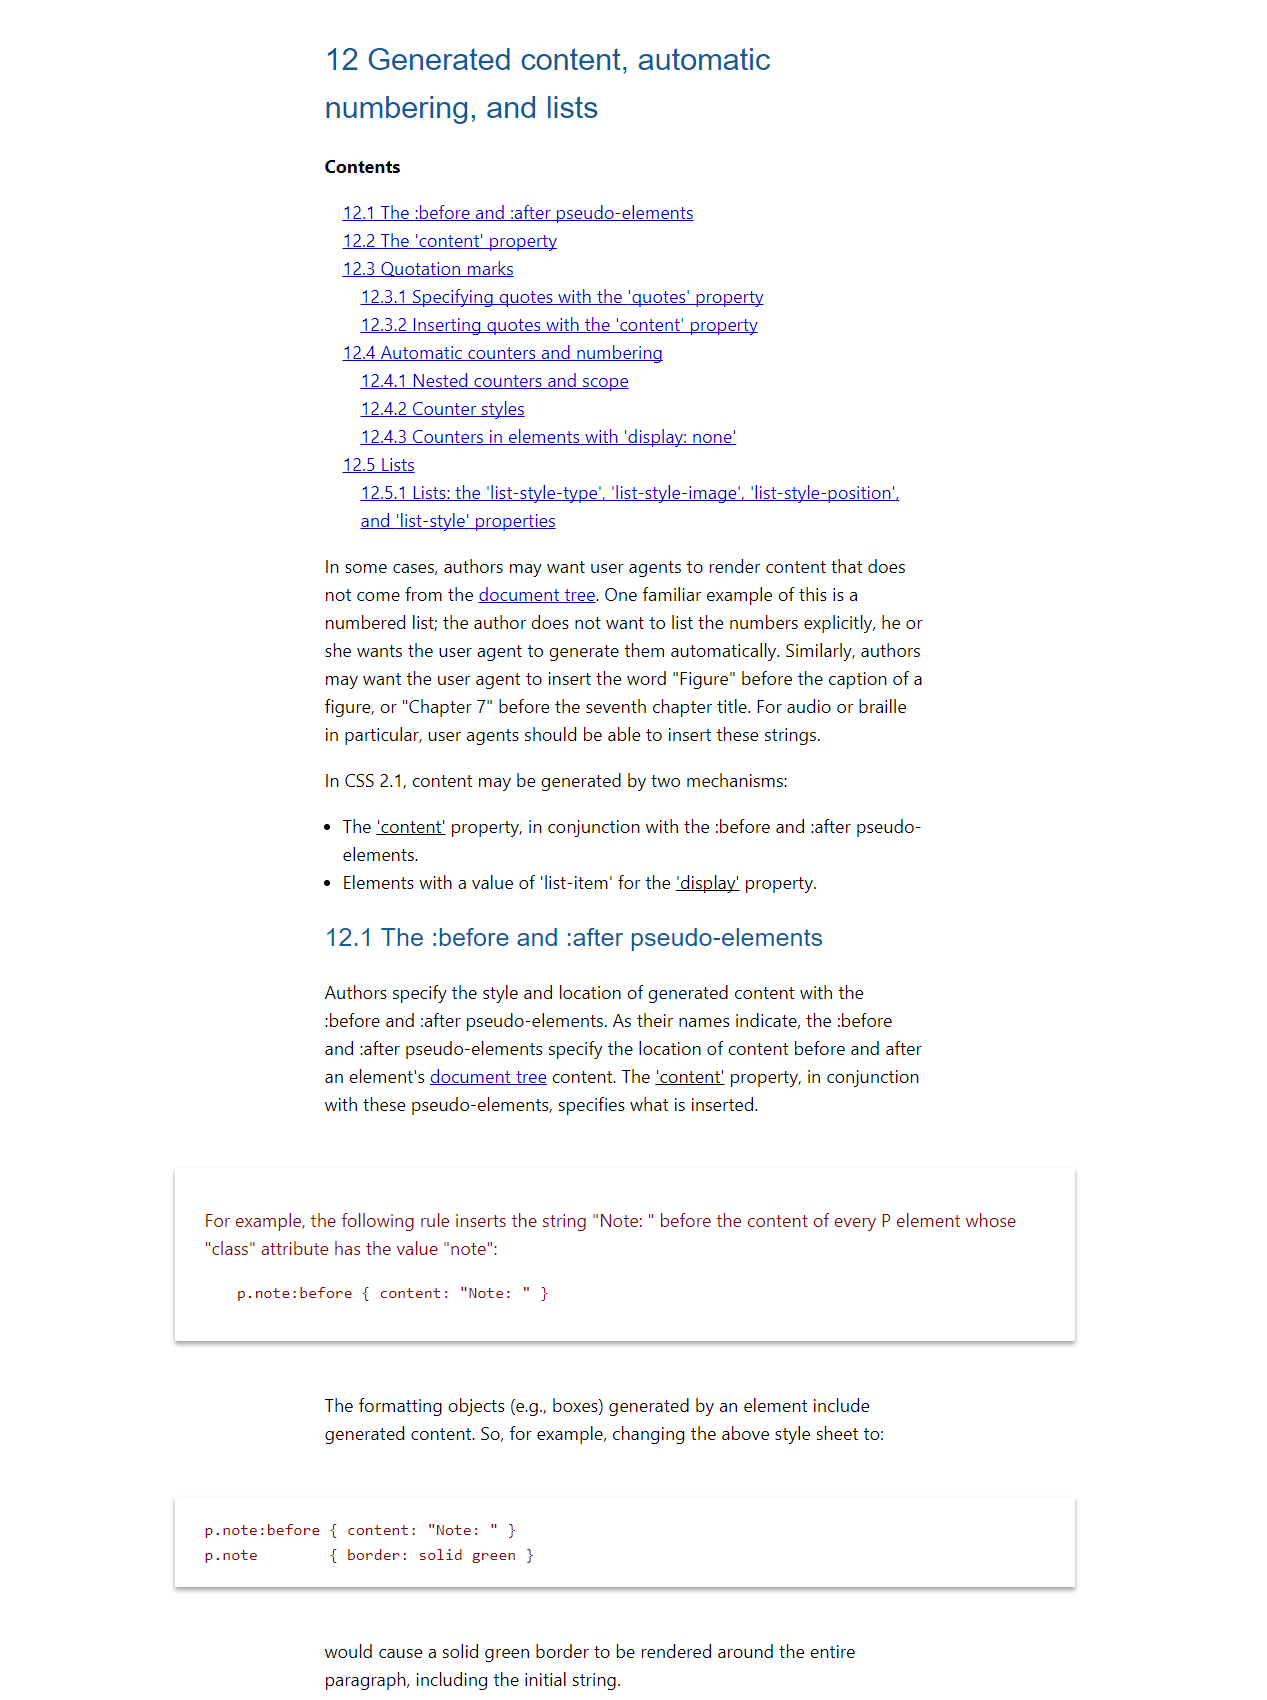 12 Generated content, automatic
numbering, and lists
Contents
12.1 The :before and :after pseudo-elements
12.2 The 'content' property
12.3 Quotation marks
12.3.1 Specifying quotes with the 'quotes' property
12.3.2 Inserting quotes with the 'content' property
12.4 Automatic counters and numbering
12.4.1 Nested counters and scope
12.4.2 Counter styles
12.4.3 Counters in elements with 'display: none'
12.5 Lists
12.5.1 Lists: the 'list-style-type', 'list-style-image', 'list-style-position',
and 'list-style' properties
In some cases, authors may want user agents to render content that does
not come from the document tree. One familiar example of this is a
numbered list; the author does not want to list the numbers explicitly, he or
she wants the user agent to generate them automatically. Similarly, authors
may want the user agent to insert the word "Figure" before the caption of a
figure, or "Chapter 7" before the seventh chapter title. For audio or braille
in particular, user agents should be able to insert these strings.
In CSS 2.1, content may be generated by two mechanisms:
• The 'content' property, in conjunction with the :before and :after pseudo-
elements.
• Elements with a value of 'list-item' for the 'display' property.
12.1 The :before and :after pseudo-elements
Authors specify the style and location of generated content with the
:before and :after pseudo-elements. As their names indicate, the :before
and :after pseudo-elements specify the location of content before and after
an element's document tree content. The 'content' property, in conjunction
with these pseudo-elements, specifies what is inserted.
For example, the following rule inserts the string "Note: " before the content of every P element whose
"class" attribute has the value "note":
p.note:before { content: "Note: " }
The formatting objects (e.g., boxes) generated by an element include
generated content. So, for example, changing the above style sheet to:
p.note:before { content: "Note: " }
p.note        { border: solid green }
would cause a solid green border to be rendered around the entire
paragraph, including the initial string.